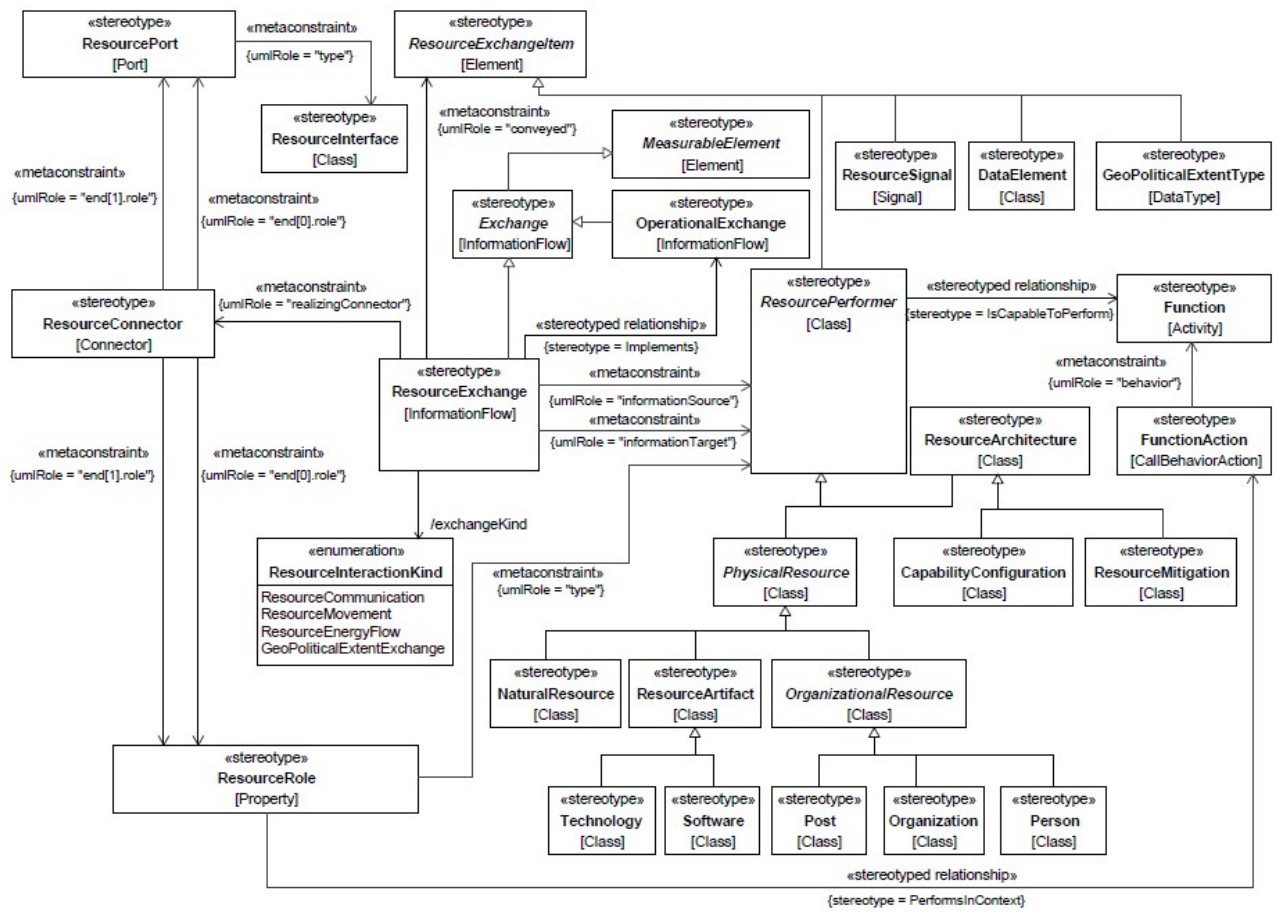 «stereotype»
ResourcePort
[Port]
«metaconstraint»
{umlRole = "type"}
«stereotype»
ResourceExchangeItem
[Element]
«stereotype»
ResourceInterface
[Class]
«metaconstraint»
{umlRole = "conveyed"}
«stereotype»
MeasurableElement
[Element]
«stereotype»
ResourceSignal
[Signal]
«stereotype»
DataElement
[Class]
«stereotype»
GeoPoliticalExtentType
[DataType]
«metaconstraint»
{umlRole = "end[1].role"}
«metaconstraint»
{umlRole = "end[0].role"}
«stereotype»
Exchange
[InformationFlow]
«stereotype»
OperationalExchange
[InformationFlow]
«stereotype»
ResourceConnector
[Connector]
«metaconstraint»
{umlRole = "realizingConnector"}
«stereotype»
ResourcePerformer
[Class]
«stereotyped relationship»
{stereotype = IsCapableToPerform}
«stereotype»
Function
[Activity]
«stereotyped relationship»
{stereotype = Implements}
«stereotype»
ResourceExchange
[InformationFlow]
«metaconstraint»
{umlRole = "informationSource"}
«metaconstraint»
{umlRole = "informationTarget"}
«metaconstraint»
{umlRole = "behavior"}
«stereotype»
ResourceArchitecture
[Class]
«stereotype»
FunctionAction
[CallBehaviorAction]
«metaconstraint»
{umlRole = "end[1].role"}
«metaconstraint»
{umlRole = "end[0].role"}
/exchangeKind
«enumeration»
ResourceInteractionKind
ResourceCommunication
ResourceMovement
ResourceEnergyFlow
GeoPoliticalExtentExchange
«metaconstraint»
{umlRole = "type"}
«stereotype»
PhysicalResource
[Class]
«stereotype»
CapabilityConfiguration
[Class]
«stereotype»
ResourceMitigation
[Class]
«stereotype»
NaturalResource
[Class]
«stereotype»
ResourceArtifact
[Class]
«stereotype»
OrganizationalResource
[Class]
«stereotype»
ResourceRole
[Property]
«stereotype»
Technology
[Class]
«stereotype»
Software
[Class]
«stereotype»
Post
[Class]
«stereotype»
Organization
[Class]
«stereotype»
Person
[Class]
«stereotyped relationship»
{stereotype = PerformsInContext}